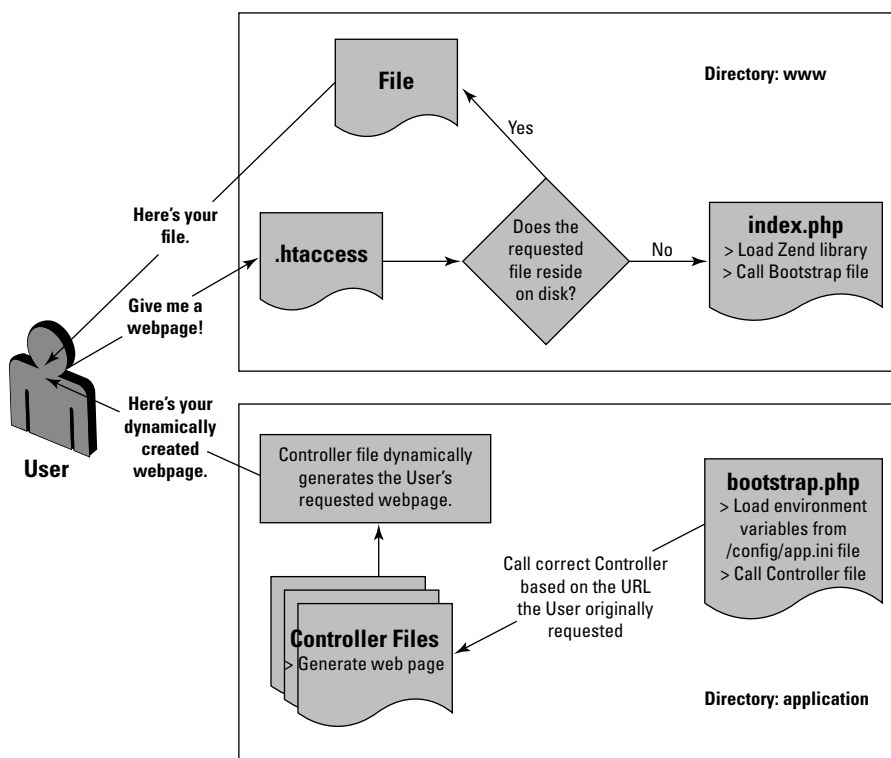 Directory: www
File
Yes
Here's your
file.
.htaccess
Does the
requested
file reside
on disk?
No
index.php
> Load Zend library
> Call Bootstrap file
Give me a
webpage!
User
Here's your
dynamically
created
webpage.
Controller file dynamically
generates the User's
requested webpage.
bootstrap.php
> Load environment
variables from
/config/app.ini file
> Call Controller file
Call correct Controller
based on the URL
the User originally
requested
Controller Files
> Generate web page
Directory: application